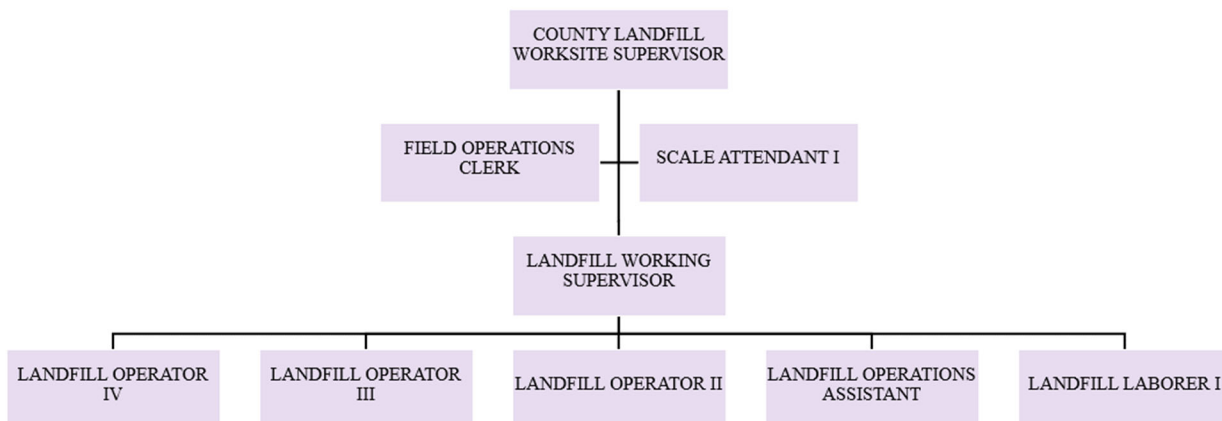 COUNTY LANDFILL
WORKSITE SUPERVISOR
FIELD OPERATIONS
CLERK
SCALE ATTENDANT I
LANDFILL WORKING
SUPERVISOR
LANDFILL OPERATOR
IV
LANDFILL OPERATOR
III
LANDFILL OPERATOR II
LANDFILL OPERATIONS
ASSISTANT
LANDFILL LABORER I